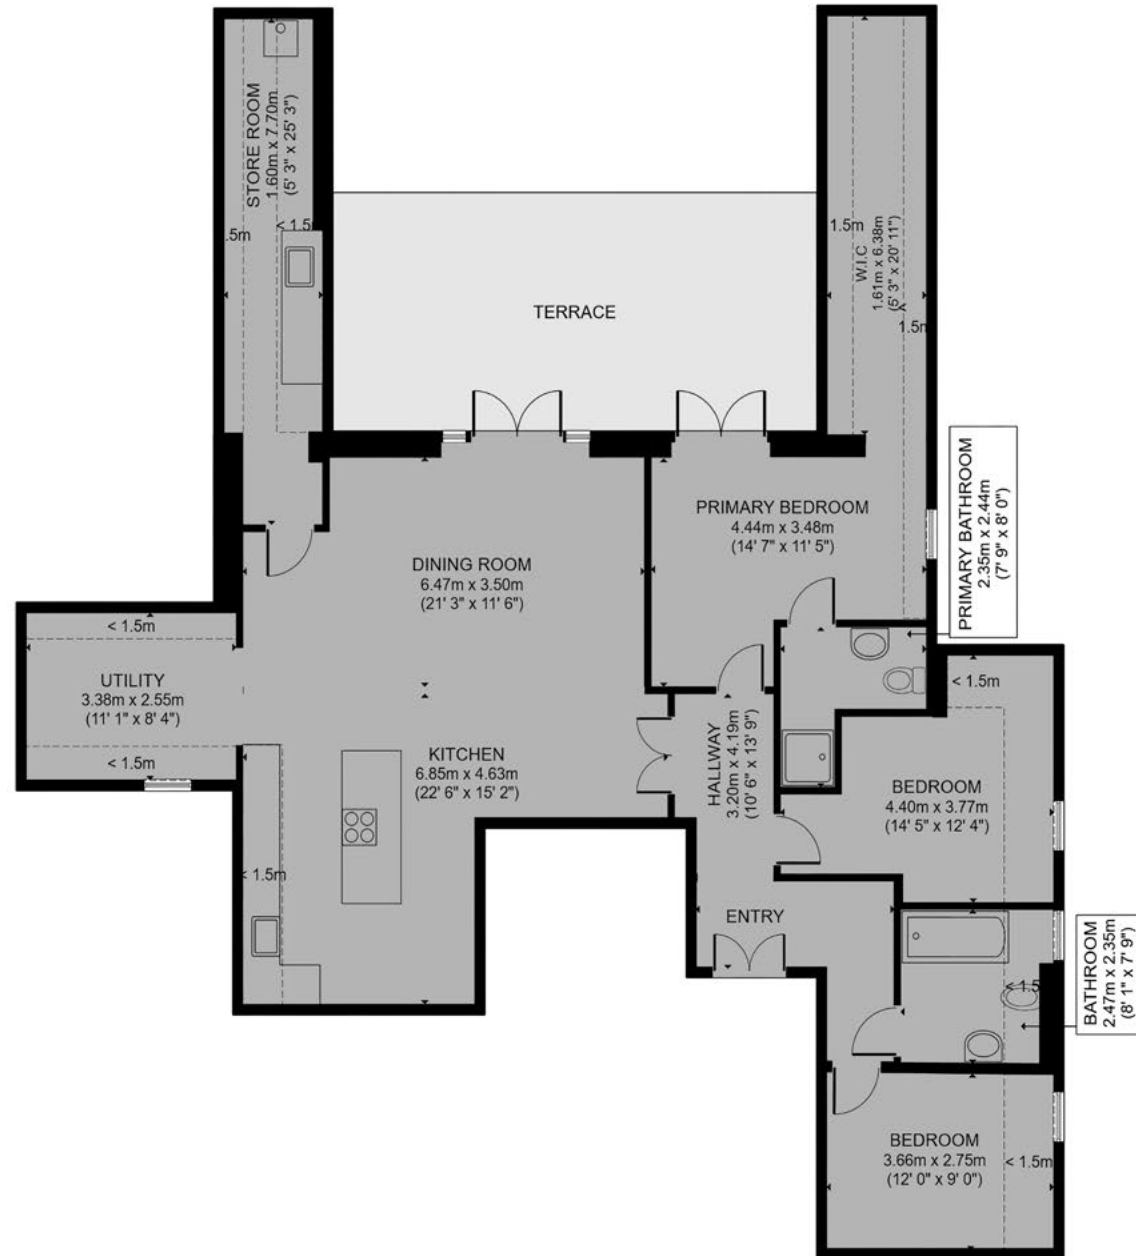 STORE ROOM
1.60m x 7.70m
(5' 3" x 25' 3")
.5m
< 1.5
TERRACE
1.5m
W.I.C
1.61m x 6.38m
(5' 3" x 20' 11")
< 1.5m
PRIMARY BEDROOM
4.44m x 3.48m
(14' 7" x 11' 5")
PRIMARY BATHROOM
2.35m x 2.44m
(7' 9" x 8' 0")
DINING ROOM
6.47m x 3.50m
(21' 3" x 11' 6")
< 1.5m
UTILITY
3.38m x 2.55m
(11' 1" x 8' 4")
< 1.5m
KITCHEN
6.85m x 4.63m
(22' 6" x 15' 2")
< 1.5m
HALLWAY
3.20m x 4.19m
(10' 6" x 13' 9")
< 1.5m
BEDROOM
4.40m x 3.77m
(14' 5" x 12' 4")
ENTRY
< 1.5
BATHROOM
2.47m x 2.35m
(8' 1" x 7' 9")
BEDROOM
3.66m x 2.75m
(12' 0" x 9' 0")
< 1.5m